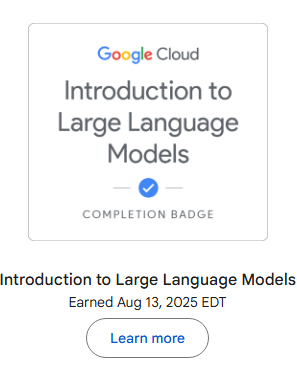 Google Cloud
Introduction to
Large Language
Models
COMPLETION BADGE
Introduction to Large Language Models
Earned Aug 13, 2025 EDT
Learn more